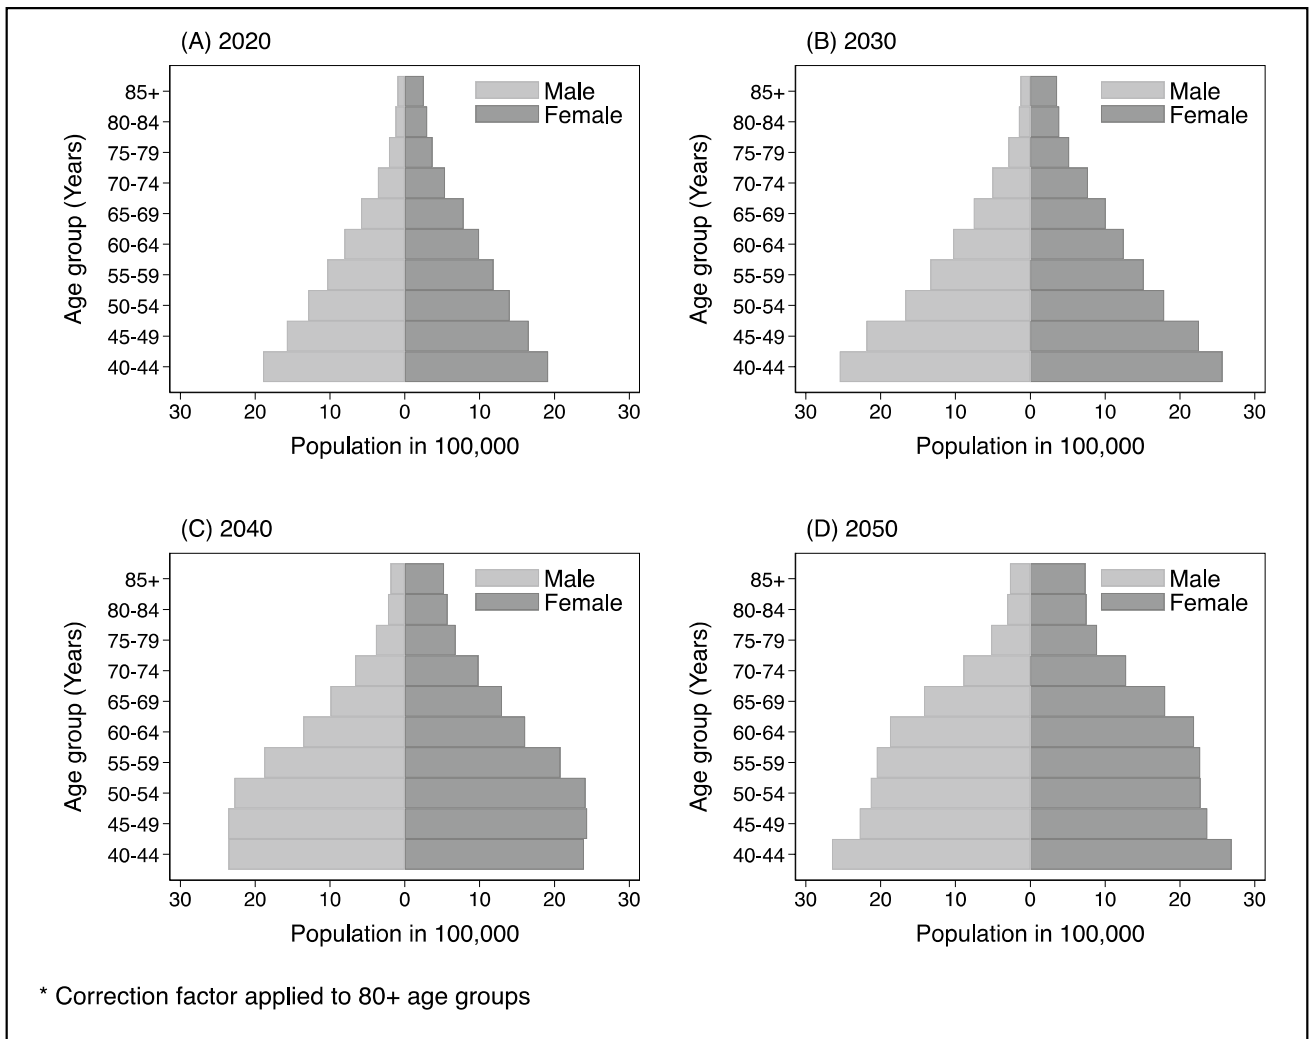 (A) 2020
Male
Female
85+
80-84
75-79
70-74
65-69
60-64
55-59
50-54
45-49
40-44
Age group (Years)
30 20 10 0 10 20 30
Population in 100,000
(B) 2030
Male
Female
85+
80-84
75-79
70-74
65-69
60-64
55-59
50-54
45-49
40-44
Age group (Years)
30 20 10 0 10 20 30
Population in 100,000
(C) 2040
Male
Female
85+
80-84
75-79
70-74
65-69
60-64
55-59
50-54
45-49
40-44
Age group (Years)
30 20 10 0 10 20 30
Population in 100,000
(D) 2050
Male
Female
85+
80-84
75-79
70-74
65-69
60-64
55-59
50-54
45-49
40-44
Age group (Years)
30 20 10 0 10 20 30
Population in 100,000
* Correction factor applied to 80+ age groups